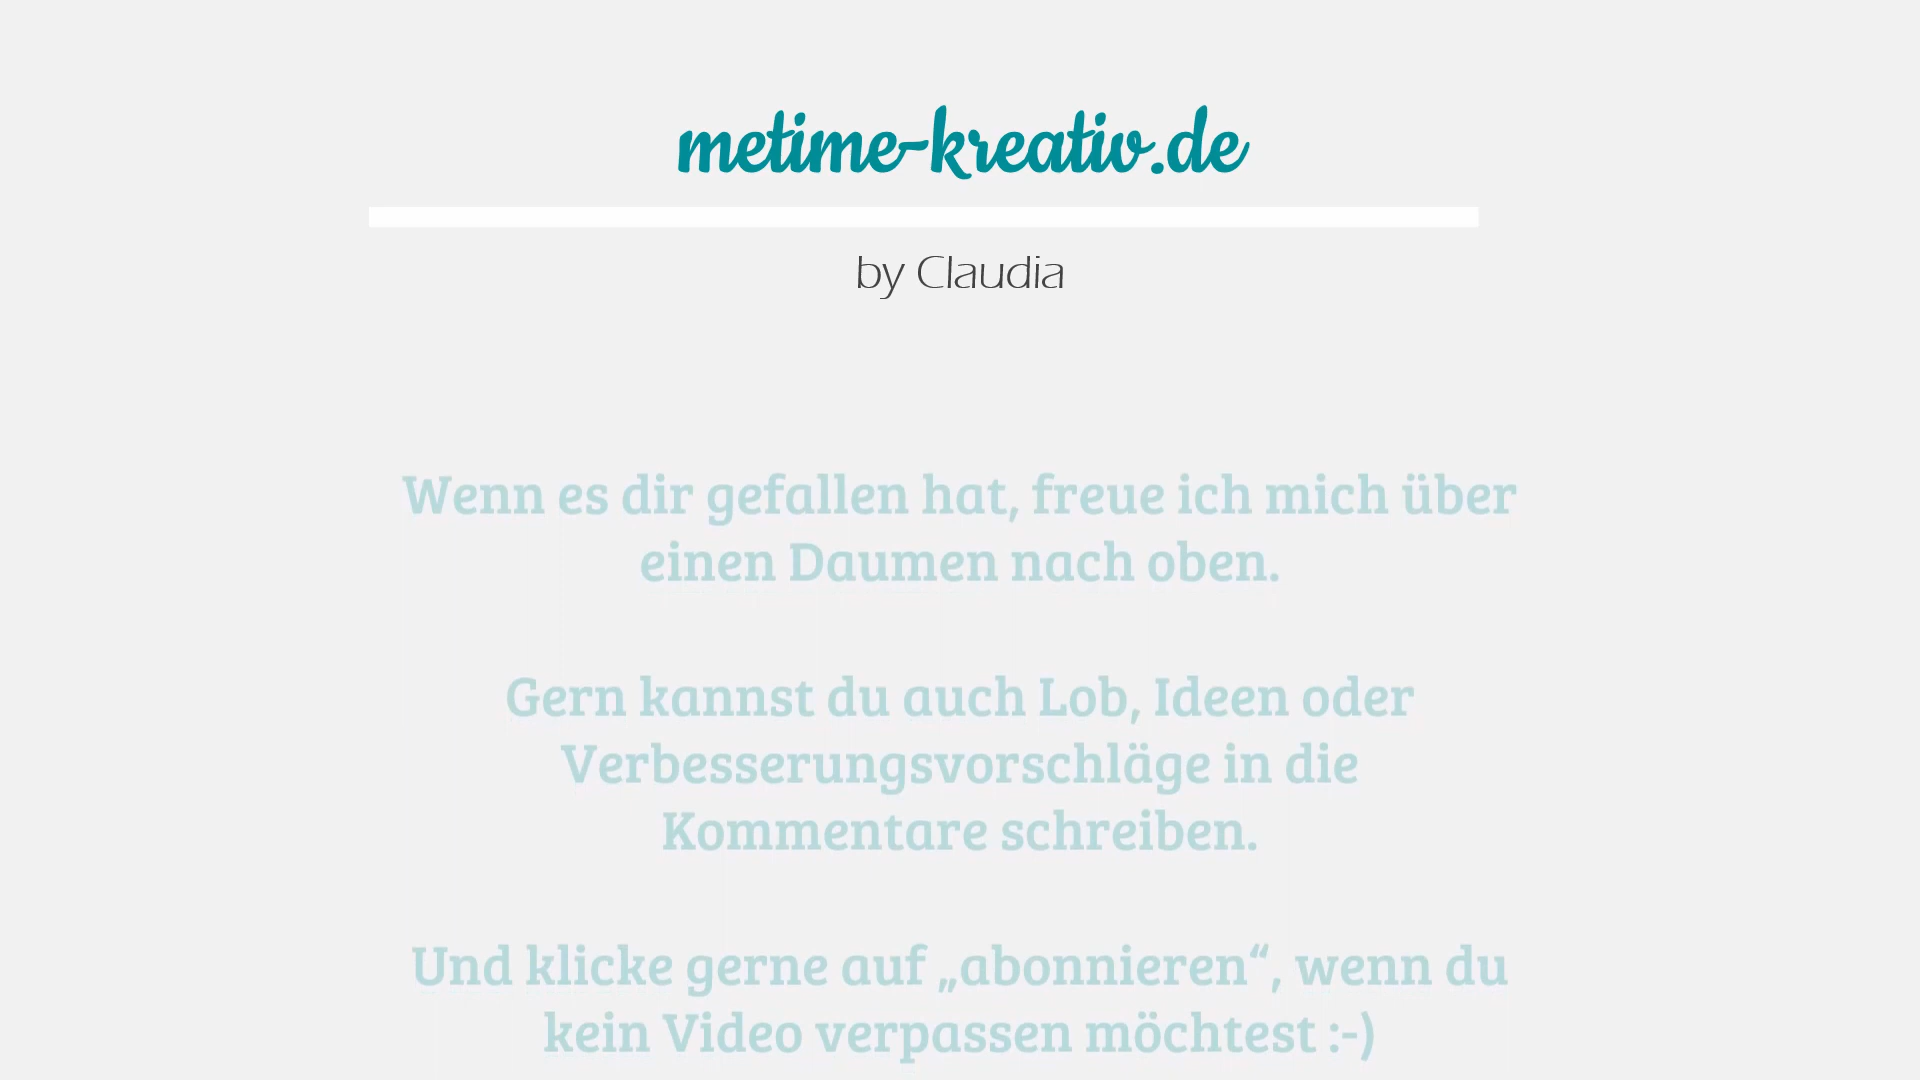 metime-kreativ.de
by Claudia
Wenn es dir gefallen hat, freue ich mich über
einen Daumen nach oben.
Gern kannst du auch Lob, Ideen oder
Verbesserungsvorschläge in die
Kommentare schreiben.
Und klicke gerne auf „abonnieren“, wenn du
kein Video verpassen möchtest :-)